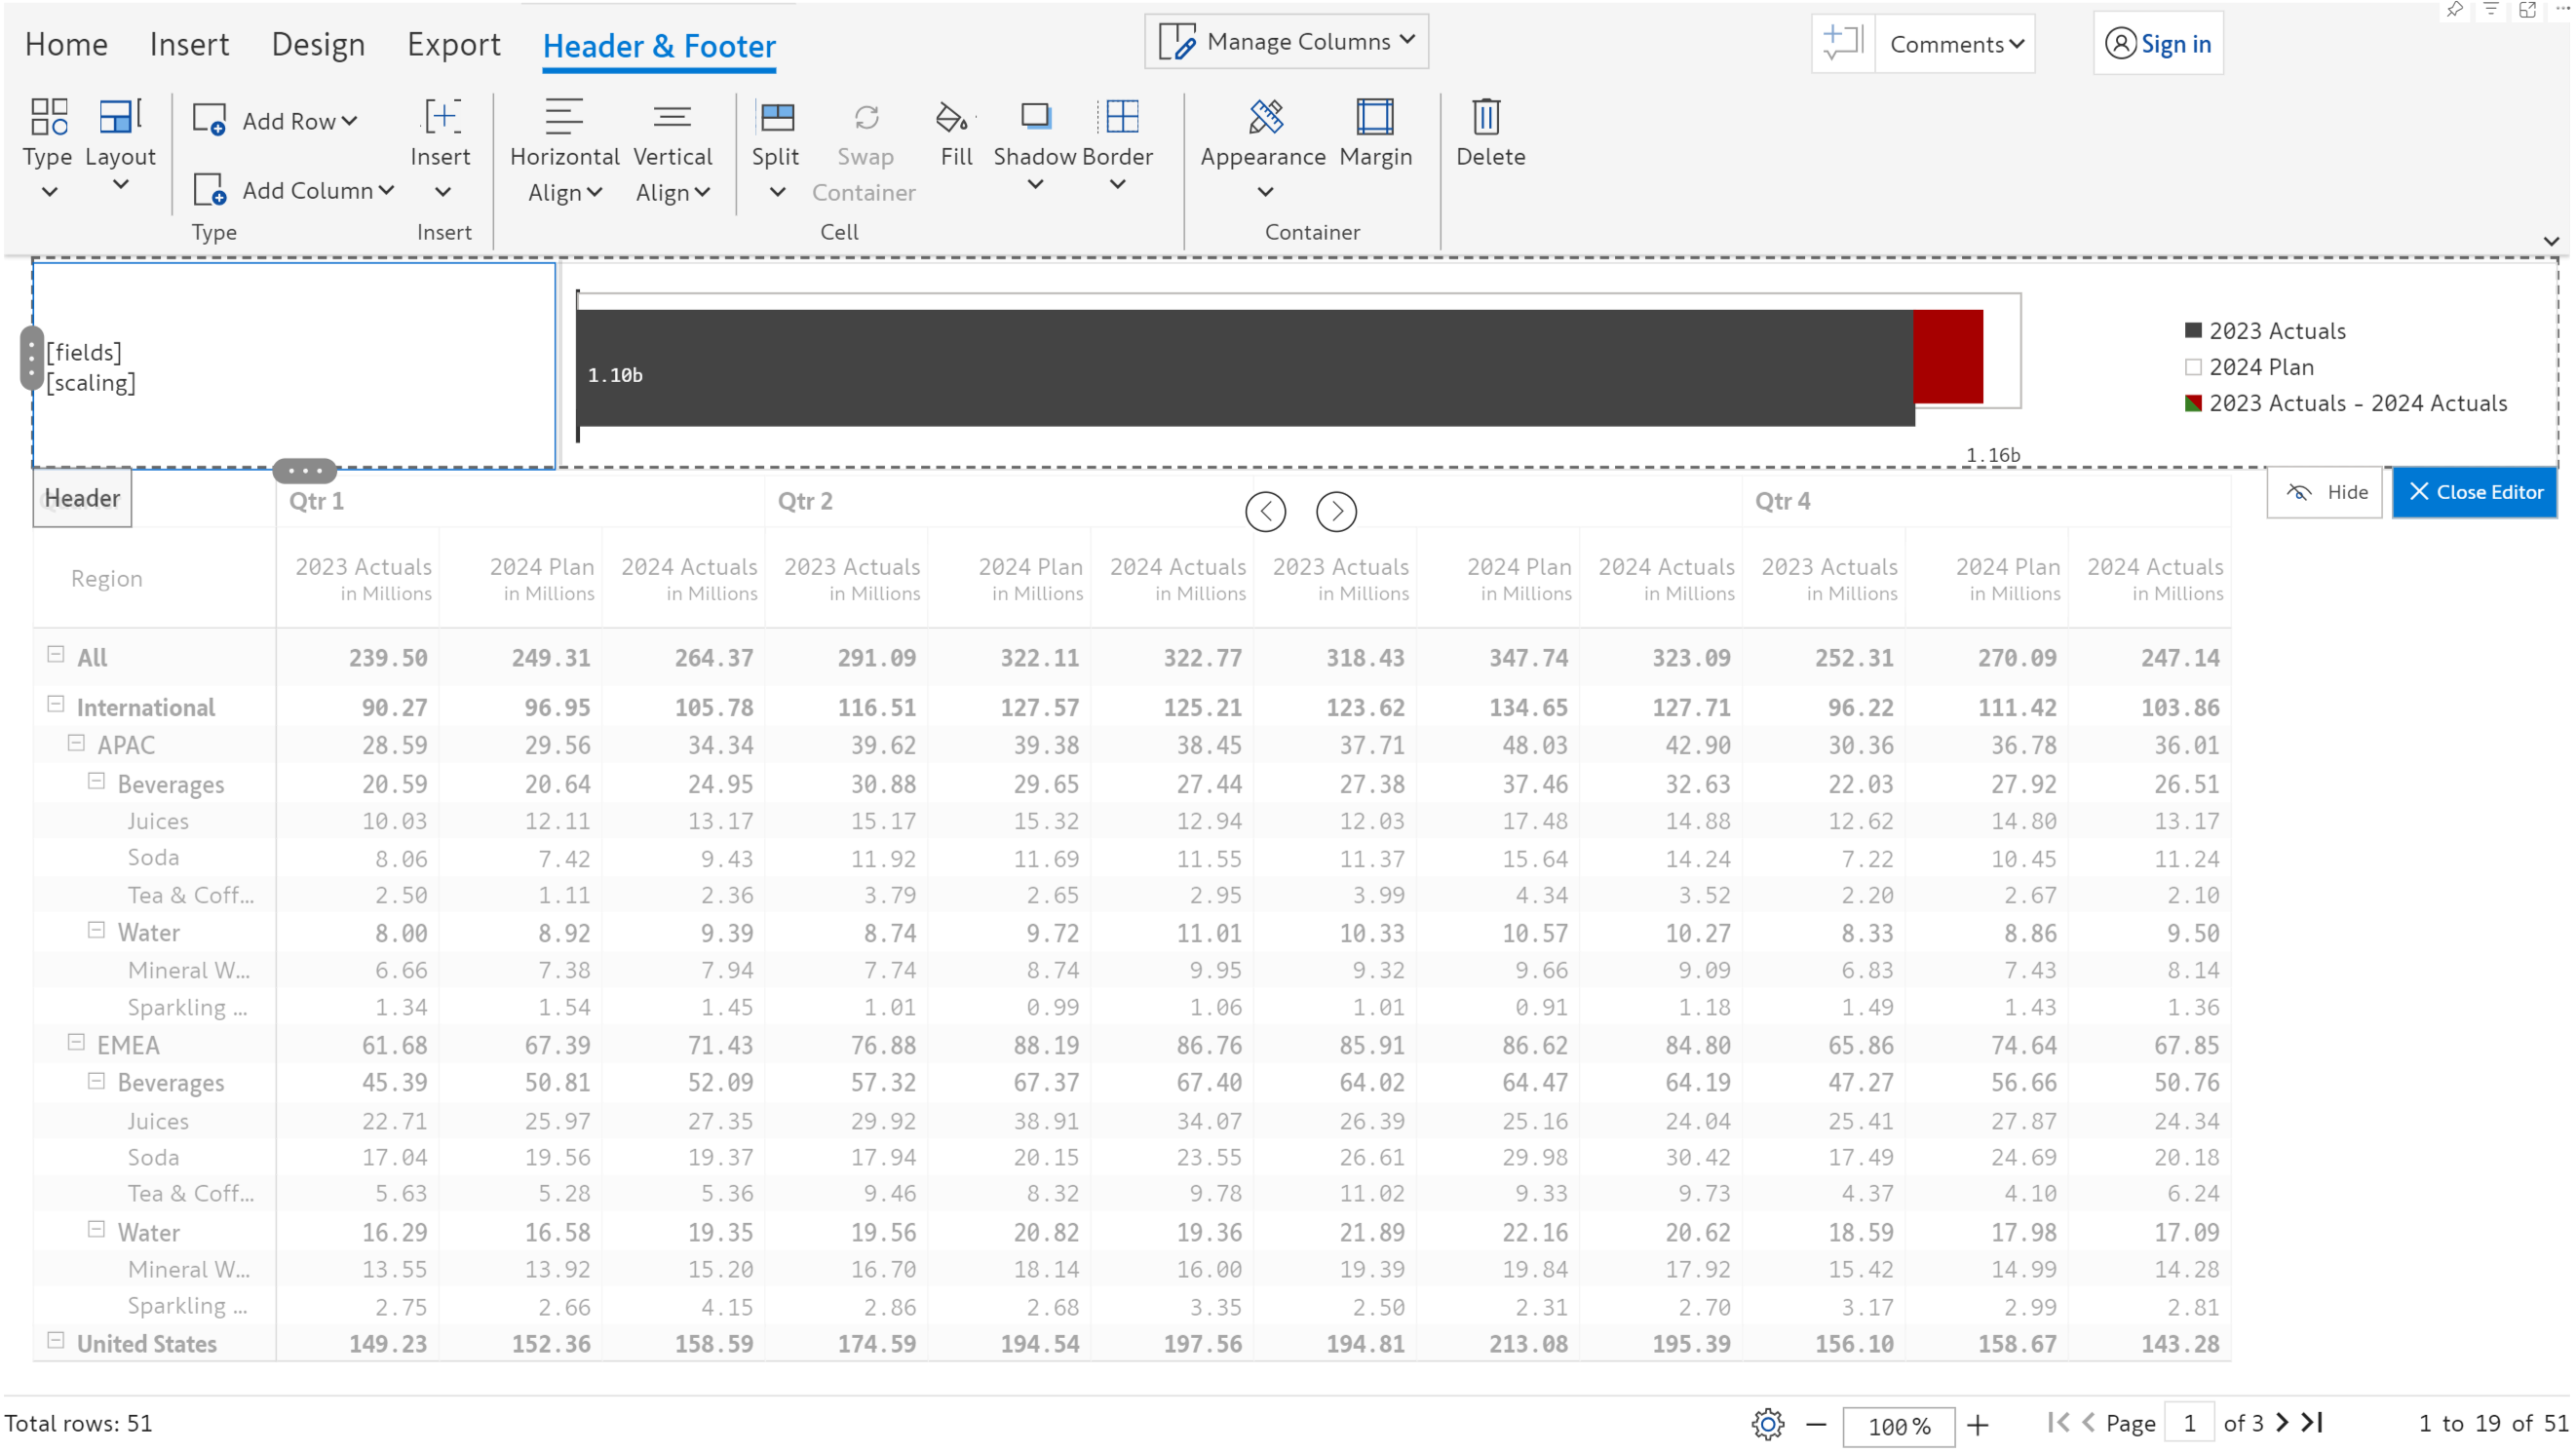 Home Insert Design Export Header & Footer Manage Columns Comments Sign in
Type Layout Add Row Insert Horizontal Align Vertical Align Split Swap Container Fill Shadow Border Appearance Margin Delete
Add Column
Type Insert Cell Container
[fields]
[scaling]
1.10b
1.16b
2023 Actuals
2024 Plan
2023 Actuals - 2024 Actuals
Header Qtr 1 Qtr 2 Qtr 4 Hide Close Editor
Region 2023 Actuals 2024 Plan 2024 Actuals 2023 Actuals 2024 Plan 2024 Actuals 2023 Actuals 2024 Plan 2024 Actuals 2023 Actuals 2024 Plan 2024 Actuals
in Millions in Millions in Millions in Millions in Millions in Millions in Millions in Millions in Millions in Millions in Millions in Millions
All 239.50 249.31 264.37 291.09 322.11 322.77 318.43 347.74 323.09 252.31 270.09 247.14
International 90.27 96.95 105.78 116.51 127.57 125.21 123.62 134.65 127.71 96.22 111.42 103.86
APAC 28.59 29.56 34.34 39.62 39.38 38.45 37.71 48.03 42.90 30.36 36.78 36.01
Beverages 20.59 20.64 24.95 30.88 29.65 27.44 27.38 37.46 32.63 22.03 27.92 26.51
Juices 10.03 12.11 13.17 15.17 15.32 12.94 12.03 17.48 14.88 12.62 14.80 13.17
Soda 8.06 7.42 9.43 11.92 11.69 11.55 11.37 15.64 14.24 7.22 10.45 11.24
Tea & Coff... 2.50 1.11 2.36 3.79 2.65 2.95 3.99 4.34 3.52 2.20 2.67 2.10
Water 8.00 8.92 9.39 8.74 9.72 11.01 10.33 10.57 10.27 8.33 8.86 9.50
Mineral W... 6.66 7.38 7.94 7.74 8.74 9.95 9.32 9.66 9.09 6.83 7.43 8.14
Sparkling ... 1.34 1.54 1.45 1.01 0.99 1.06 1.01 0.91 1.18 1.49 1.43 1.36
EMEA 61.68 67.39 71.43 76.88 88.19 86.76 85.91 86.62 84.80 65.86 74.64 67.85
Beverages 45.39 50.81 52.09 57.32 67.37 67.40 64.02 64.47 64.19 47.27 56.66 50.76
Juices 22.71 25.97 27.35 29.92 38.91 34.07 26.39 25.16 24.04 25.41 27.87 24.34
Soda 17.04 19.56 19.37 17.94 20.15 23.55 26.61 29.98 30.42 17.49 24.69 20.18
Tea & Coff... 5.63 5.28 5.36 9.46 8.32 9.78 11.02 9.33 9.73 4.37 4.10 6.24
Water 16.29 16.58 19.35 19.56 20.82 19.36 21.89 22.16 20.62 18.59 17.98 17.09
Mineral W... 13.55 13.92 15.20 16.70 18.14 16.00 19.39 19.84 17.92 15.42 14.99 14.28
Sparkling ... 2.75 2.66 4.15 2.86 2.68 3.35 2.50 2.31 2.70 3.17 2.99 2.81
United States 149.23 152.36 158.59 174.59 194.54 197.56 194.81 213.08 195.39 156.10 158.67 143.28
Total rows: 51 100% Page 1 of 3 1 to 19 of 51